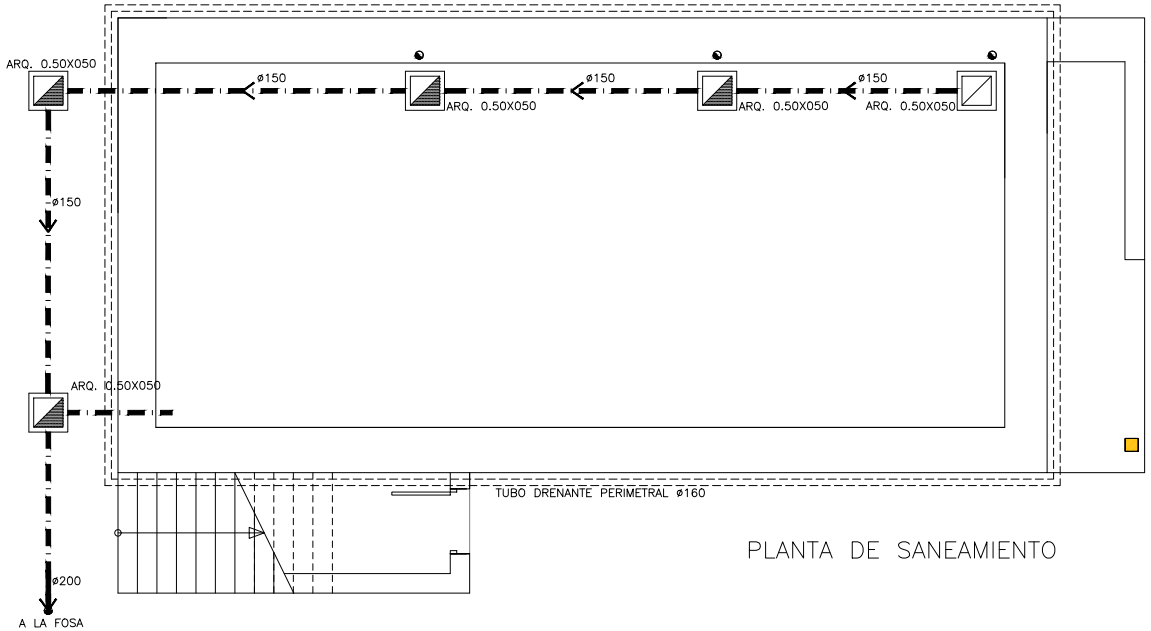 ARQ. 0.50X050
ø150
ø150
ø150
ARQ. 0.50X050
ARQ. 0.50X050
ARQ. 0.50X050
ø150
ARQ. 0.50X050
TUBO DRENANTE PERIMETRAL ø160
PLANTA DE SANEAMIENTO
ø200
A LA FOSA